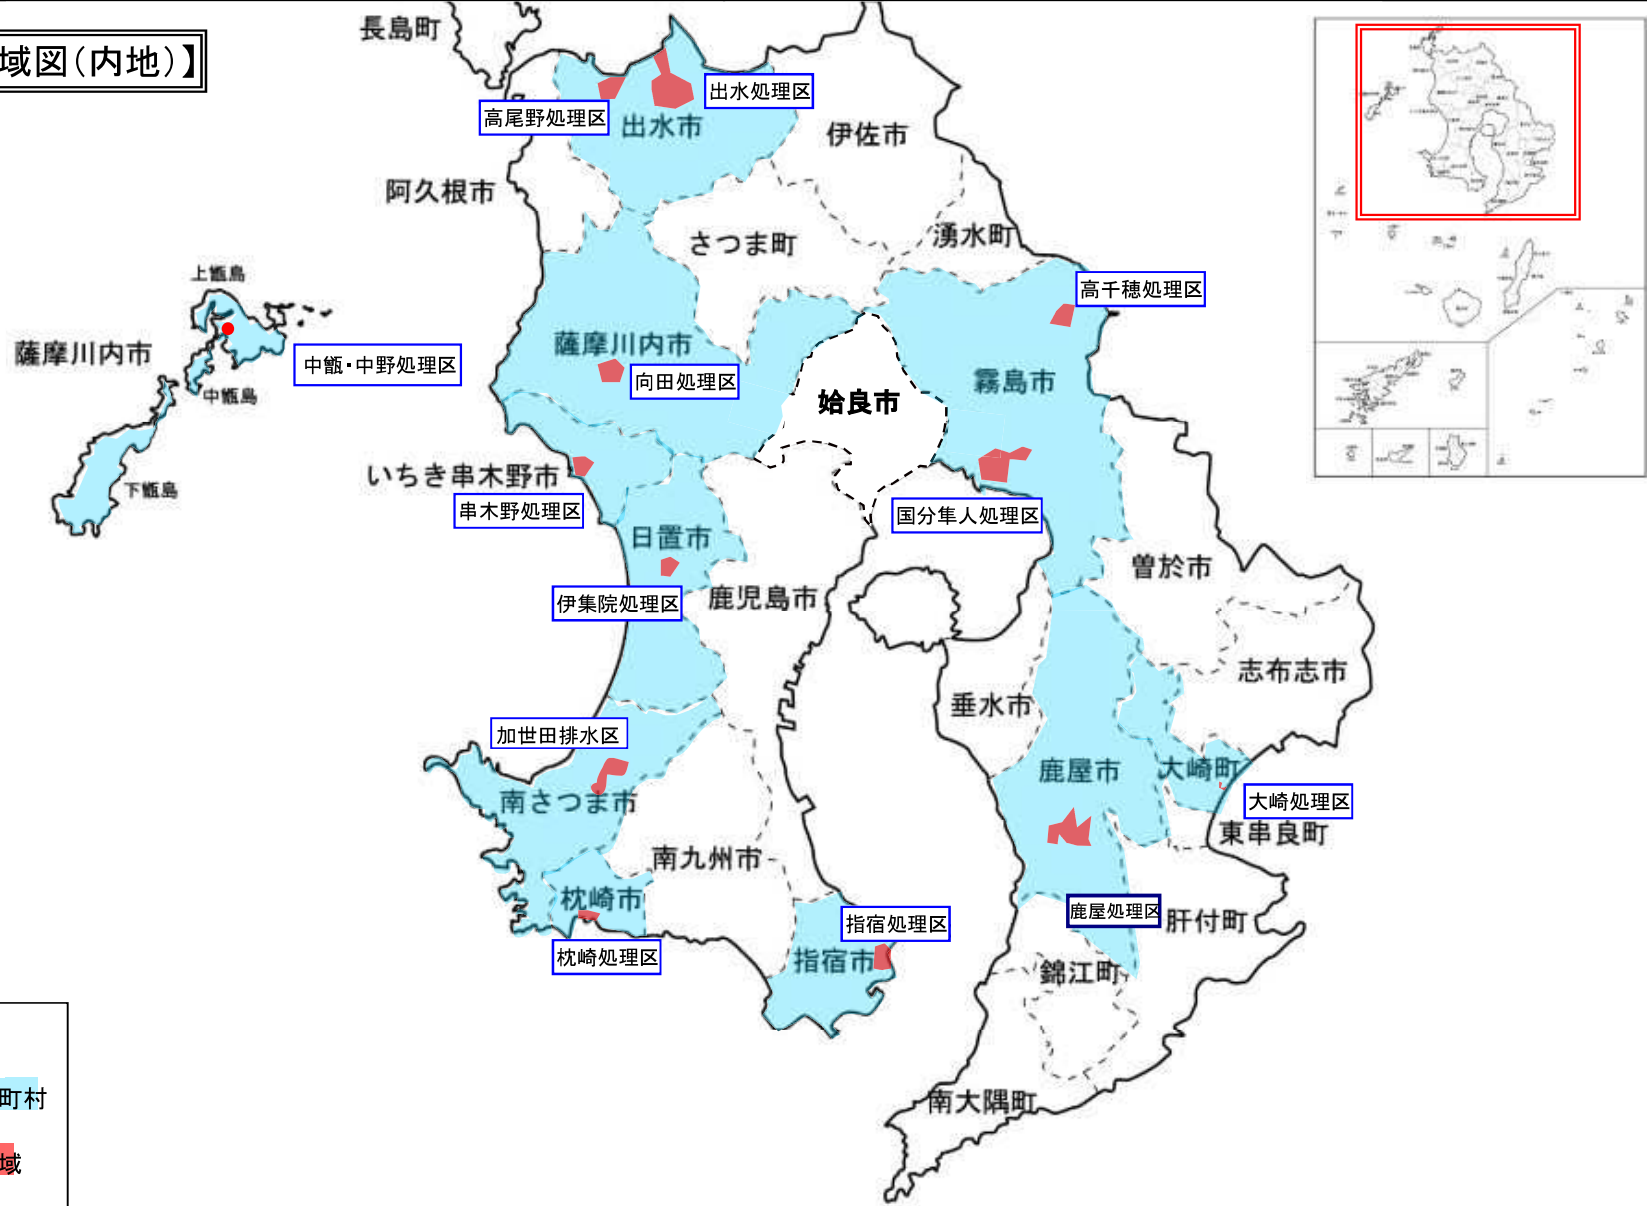 域図(内地)】
長島町
出水処理区
高尾野処理区
出水市
伊佐市
阿久根市
さつま町
湧水町
上甑島
高千穂処理区
薩摩川内市
中甑・中野処理区
中甑島
下甑島
薩摩川内市
向田処理区
霧島市
姶良市
いちき串木野市
串木野処理区
国分隼人処理区
日置市
伊集院処理区
鹿児島市
曽於市
志布志市
垂水市
加世田排水区
南さつま市
鹿屋市
大崎町
大崎処理区
東串良町
南九州市
枕崎市
枕崎処理区
指宿処理区
指宿市
鹿屋処理区
肝付町
錦江町
南大隅町
町村
域